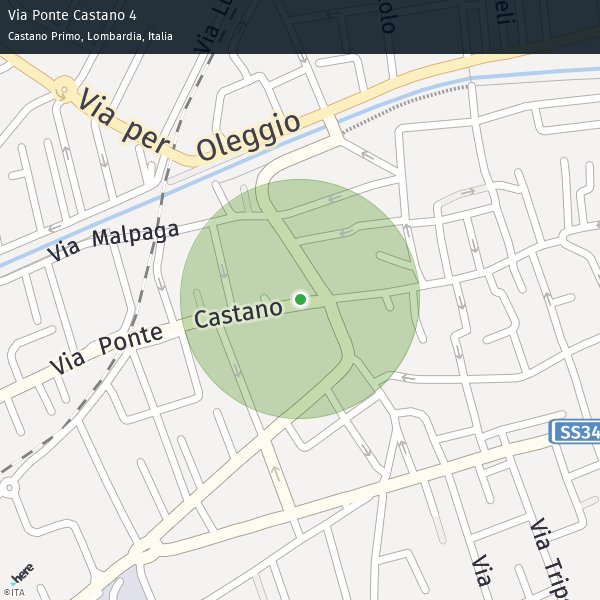 Via Ponte Castano 4
Castano Primo, Lombardia, Italia
Via per Oleggio
Via Malpaga
Via Ponte Castano
SS34
Via
Via Trip
here
©ITA